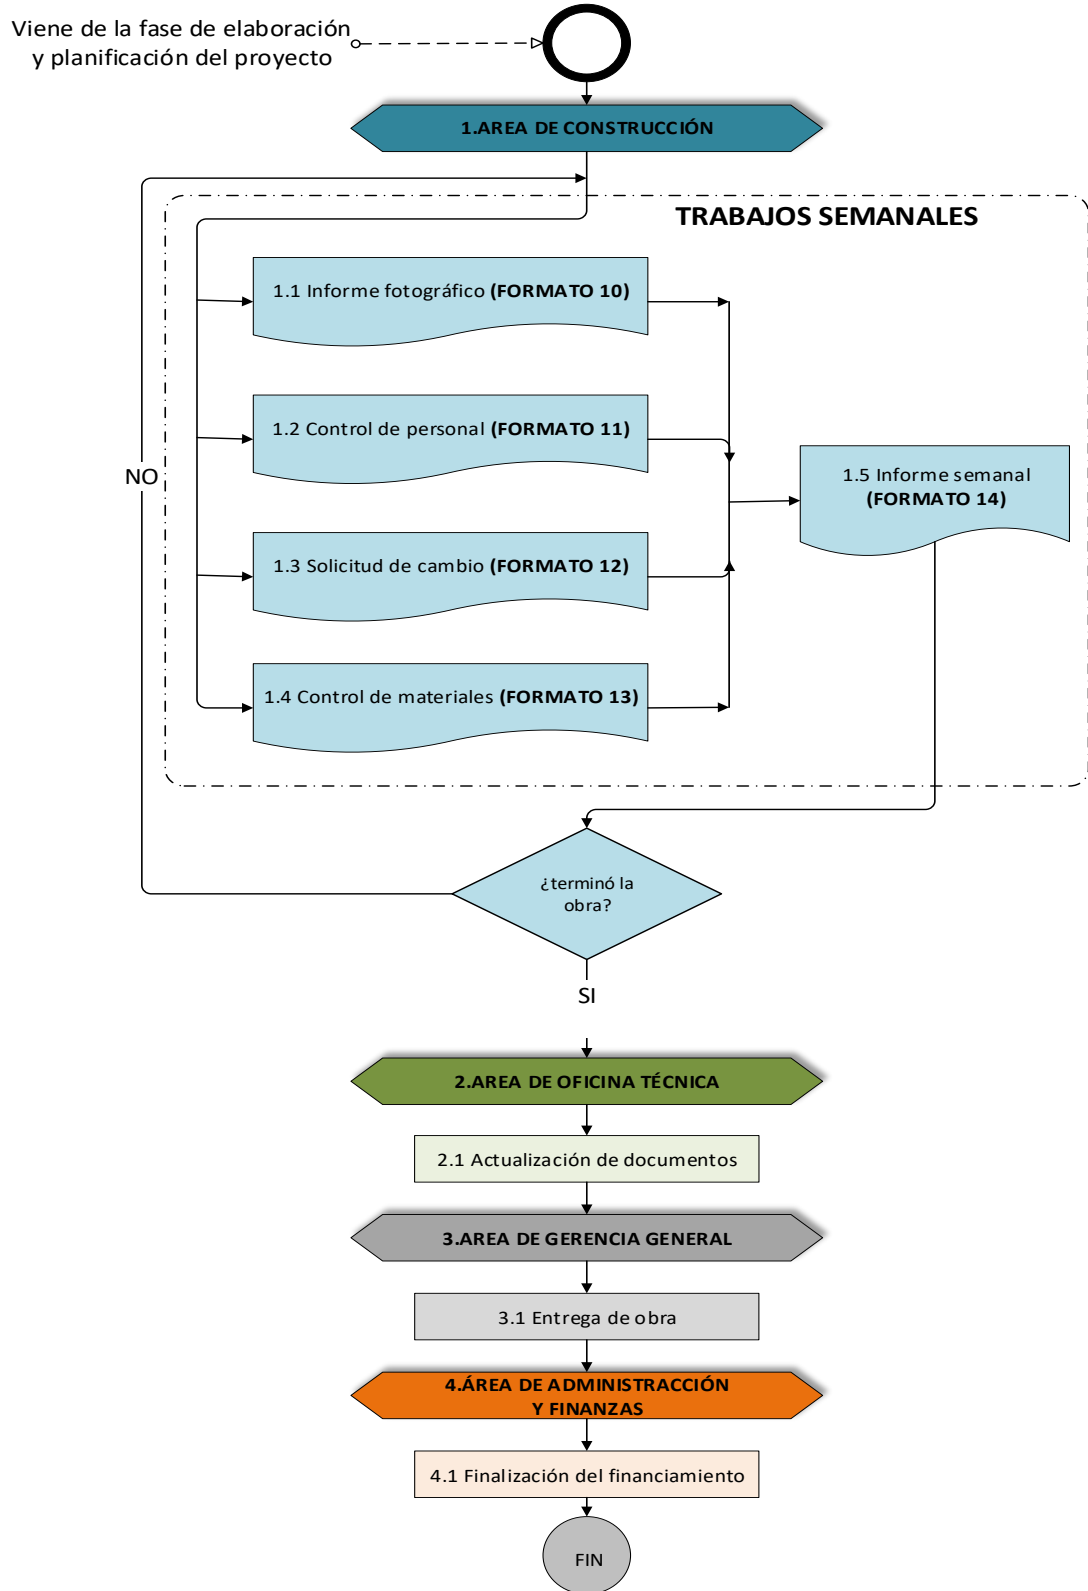 Viene de la fase de elaboración
y planificación del proyecto
1.AREA DE CONSTRUCCIÓN
TRABAJOS SEMANALES
1.1 Informe fotográfico (FORMATO 10)
1.2 Control de personal (FORMATO 11)
NO
1.5 Informe semanal
(FORMATO 14)
1.3 Solicitud de cambio (FORMATO 12)
1.4 Control de materiales (FORMATO 13)
¿terminó la
obra?
SI
2.AREA DE OFICINA TÉCNICA
2.1 Actualización de documentos
3.AREA DE GERENCIA GENERAL
3.1 Entrega de obra
4.ÁREA DE ADMINISTRACCIÓN
Y FINANZAS
4.1 Finalización del financiamiento
FIN